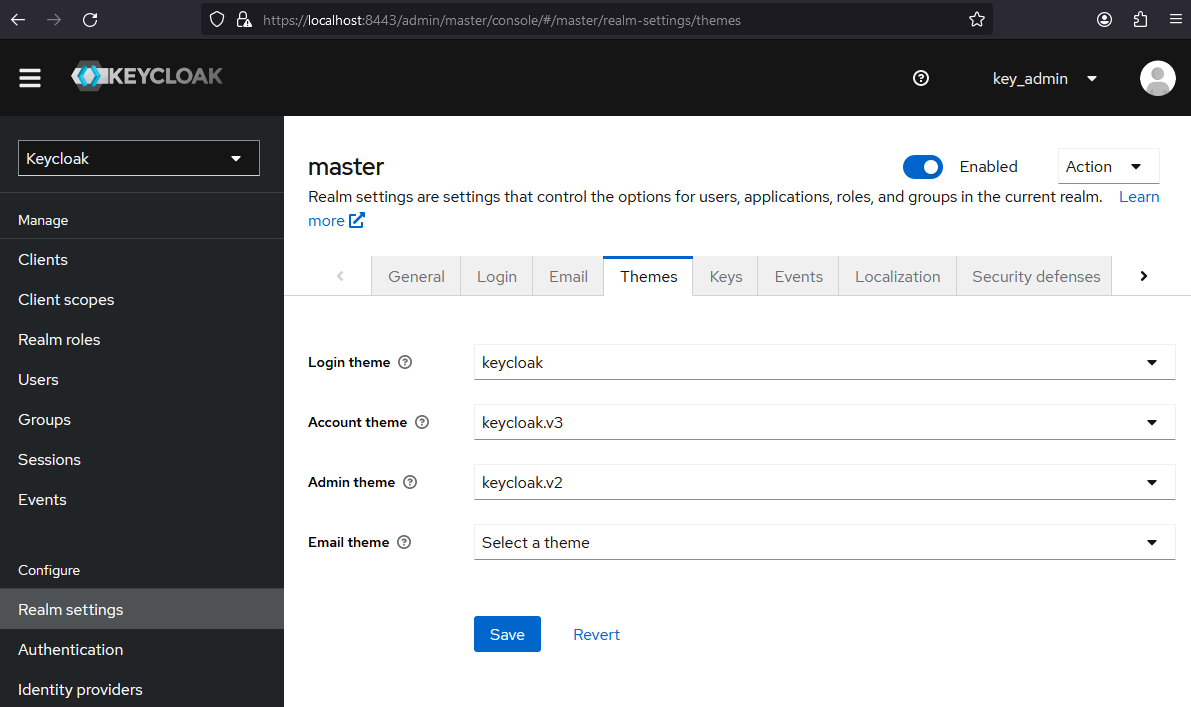 https://localhost:8443/admin/master/console/#/master/realm-settings/themes
KEYCLOAK
key_admin
Keycloak
Manage
Clients
Client scopes
Realm roles
Users
Groups
Sessions
Events
Configure
Realm settings
Authentication
Identity providers
master
Enabled
Action
Realm settings are settings that control the options for users, applications, roles, and groups in the current realm. Learn
more
General Login Email Themes Keys Events Localization Security defenses
Login theme keycloak
Account theme keycloak.v3
Admin theme keycloak.v2
Email theme Select a theme
Save Revert